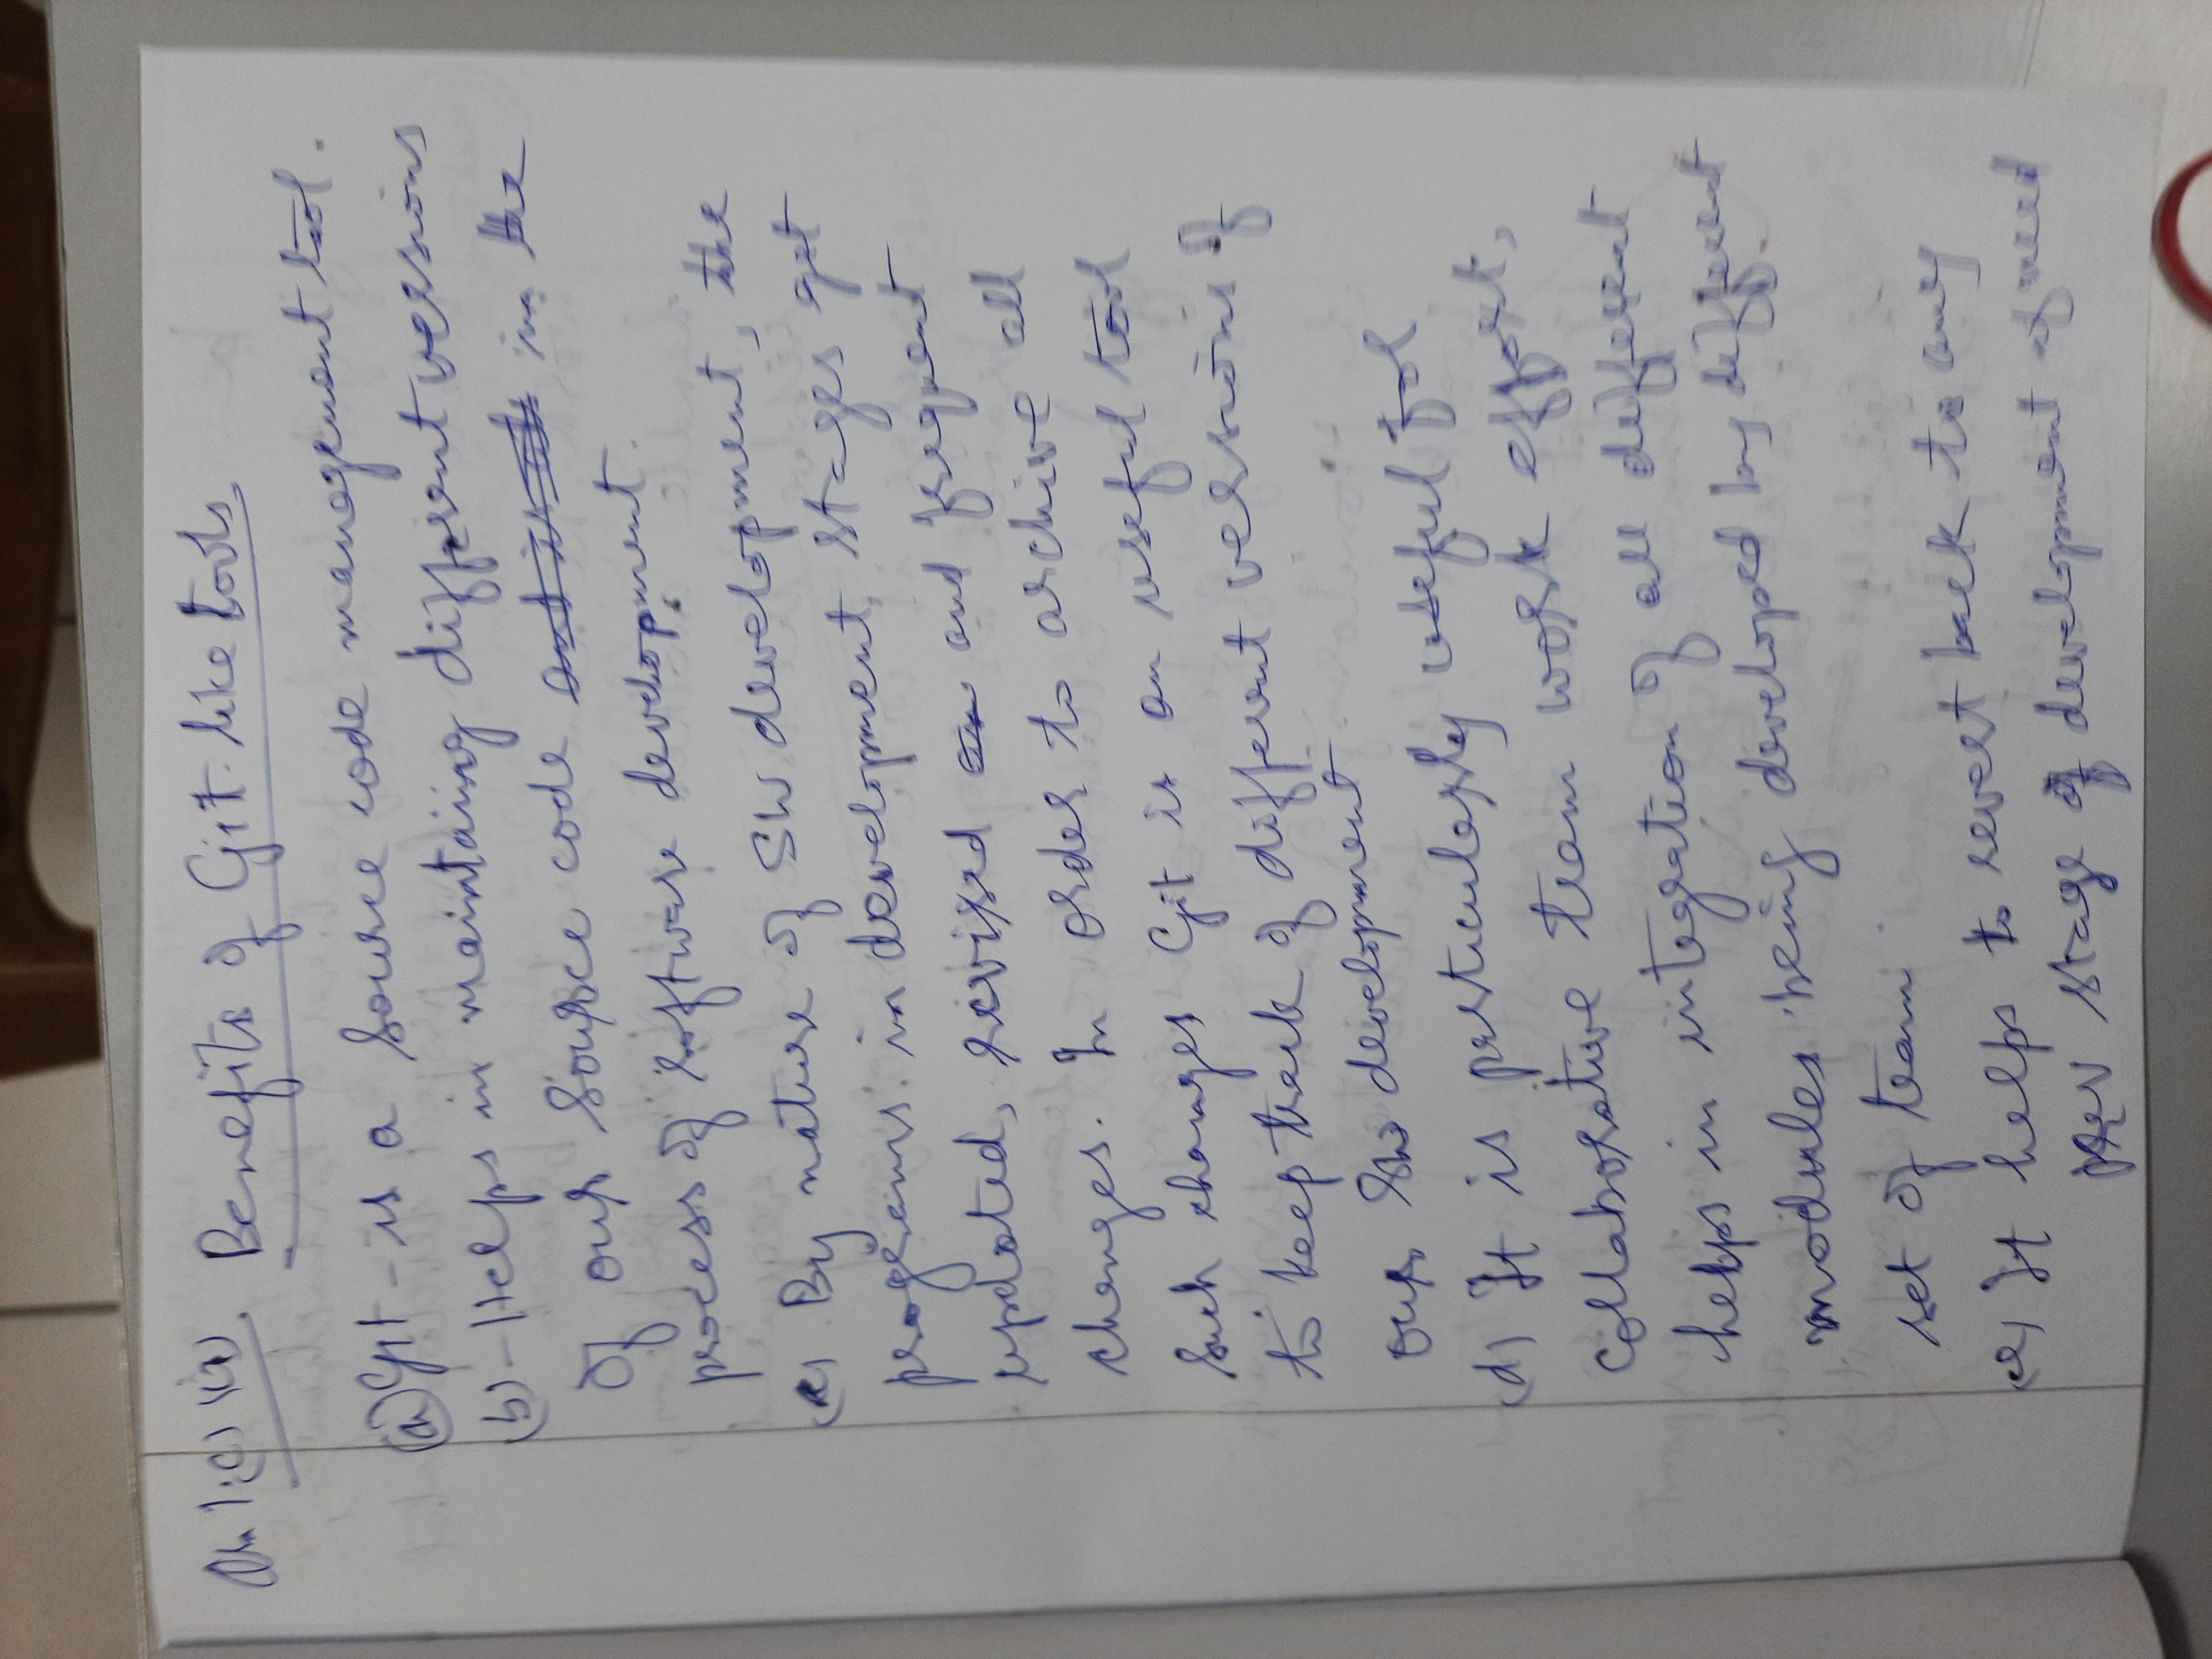 Qn 1.(c) (ii) Benefits of Git like tools
(a) Git - is a source code management tool.
(b) - Helps in maintaiing different versions
of our source code in the
process of software development.
(c) By nature of SW development, the
programs in development stages get
updated, revised and frequent
changes. In order to archive all
such changes Git is an useful tool
to keep track of different versions of
our SW development.
(d) It is particularly useful for
collaborative team work effort,
helps in integration of all different
modules being developed by different
set of team.
(e) It helps to revert back to any
prev stage of development if need